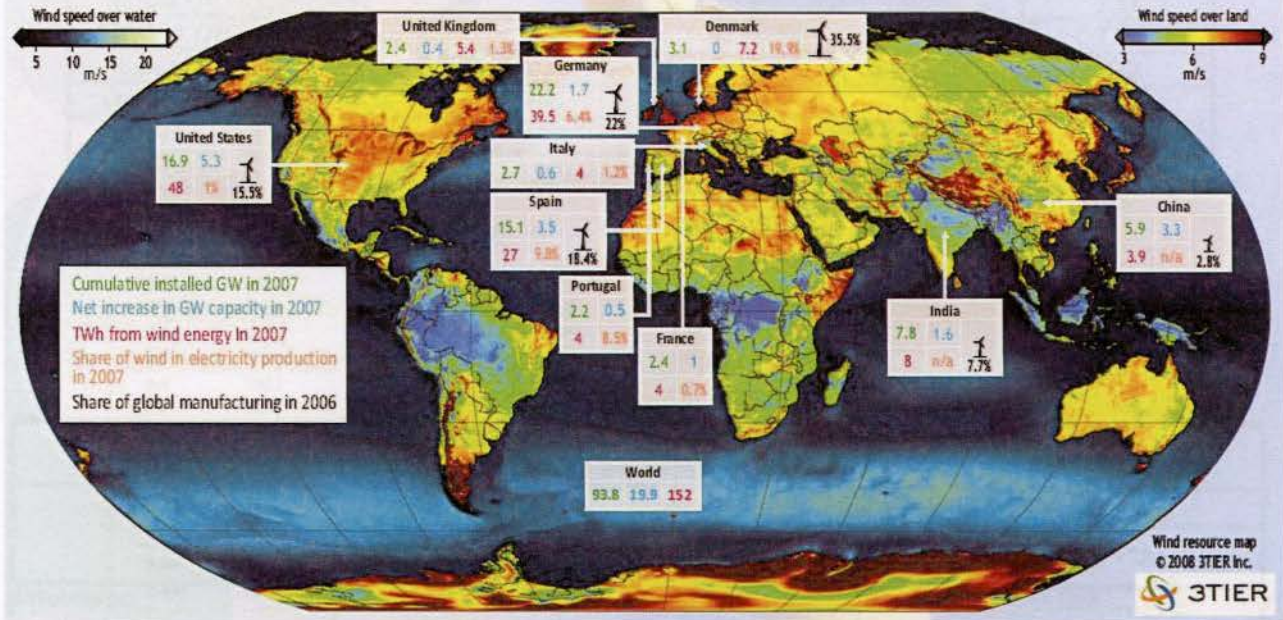 Wind speed over water
5 10 15 20
m/s
United Kingdom
2.4 0.4 5.4 1.3%
Denmark
3.1 0 7.2 19.9% 35.5%
Wind speed over land
3 6 9
m/s
Germany
22.2 1.7
39.5 6.4% 22%
United States
16.9 5.3
48 1% 15.5%
Italy
2.7 0.6 4 1.2%
Spain
15.1 3.5
27 9.8% 18.4%
China
5.9 3.3
3.9 n/a 2.8%
Portugal
2.2 0.5
4 8.5%
France
2.4 1
4 0.7%
India
7.8 1.6
8 n/a 7.7%
Cumulative installed GW in 2007
Net increase in GW capacity in 2007
TWh from wind energy In 2007
Share of wind in electricity production
in 2007
Share of global manufacturing in 2006
World
93.8 19.9 152
Wind resource map
© 2008 3TIER Inc.
3TIER